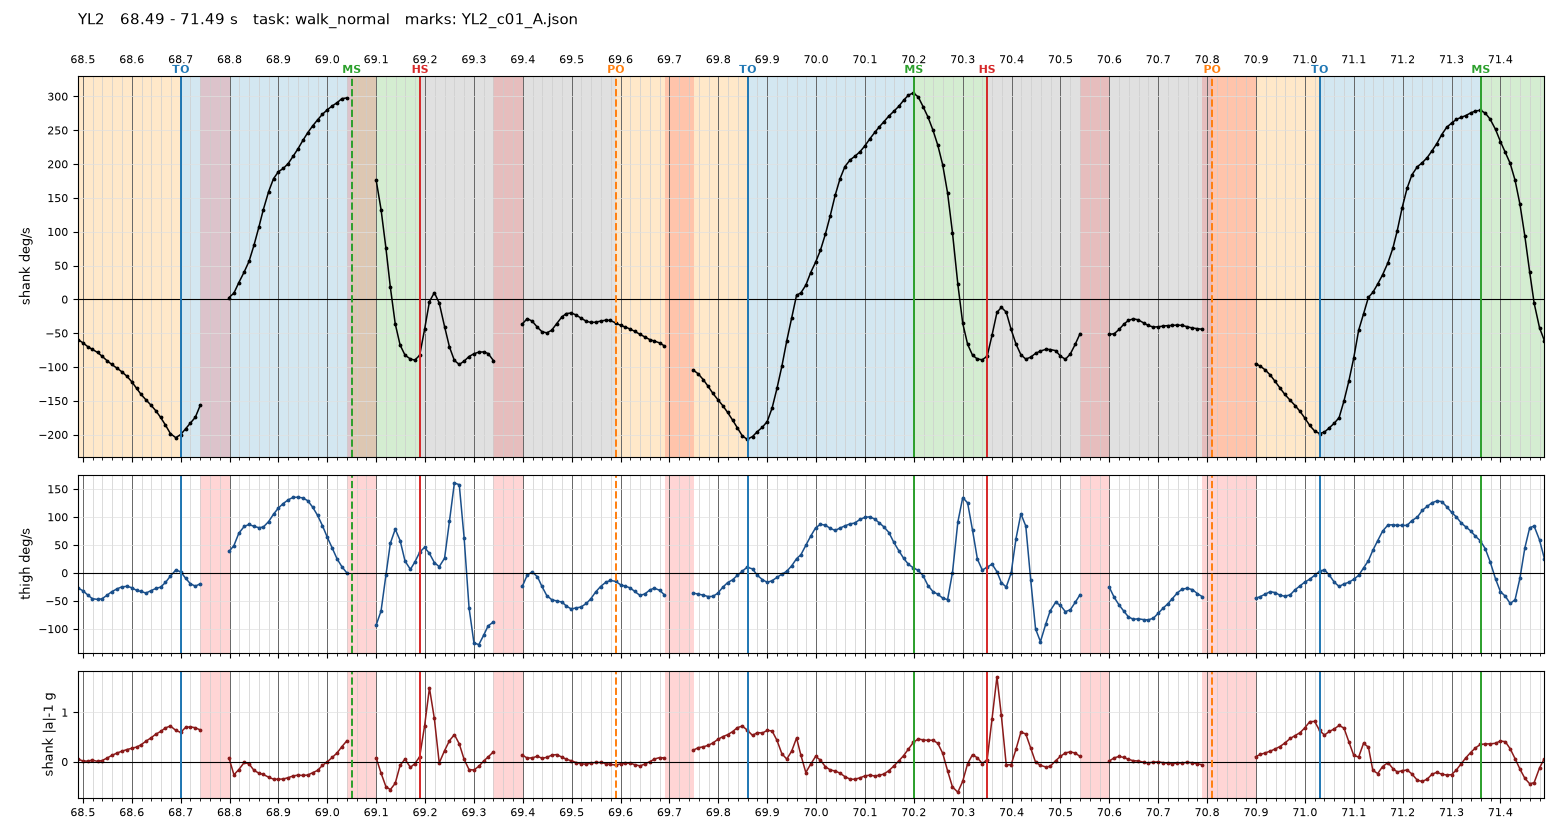 YL2 68.49 - 71.49 s task: walk_normal marks: YL2_c01_A.json
68.5 68.6 68.7 68.8 68.9 69.0 69.1 69.2 69.3 69.4 69.5 69.6 69.7 69.8 69.9 70.0 70.1 70.2 70.3 70.4 70.5 70.6 70.7 70.8 70.9 71.0 71.1 71.2 71.3 71.4
TO MS HS PO TO MS HS PO TO MS
shank deg/s
300
250
200
150
100
50
0
−50
−100
−150
−200
thigh deg/s
150
100
50
0
−50
−100
shank |a|-1 g
1
0
68.5 68.6 68.7 68.8 68.9 69.0 69.1 69.2 69.3 69.4 69.5 69.6 69.7 69.8 69.9 70.0 70.1 70.2 70.3 70.4 70.5 70.6 70.7 70.8 70.9 71.0 71.1 71.2 71.3 71.4